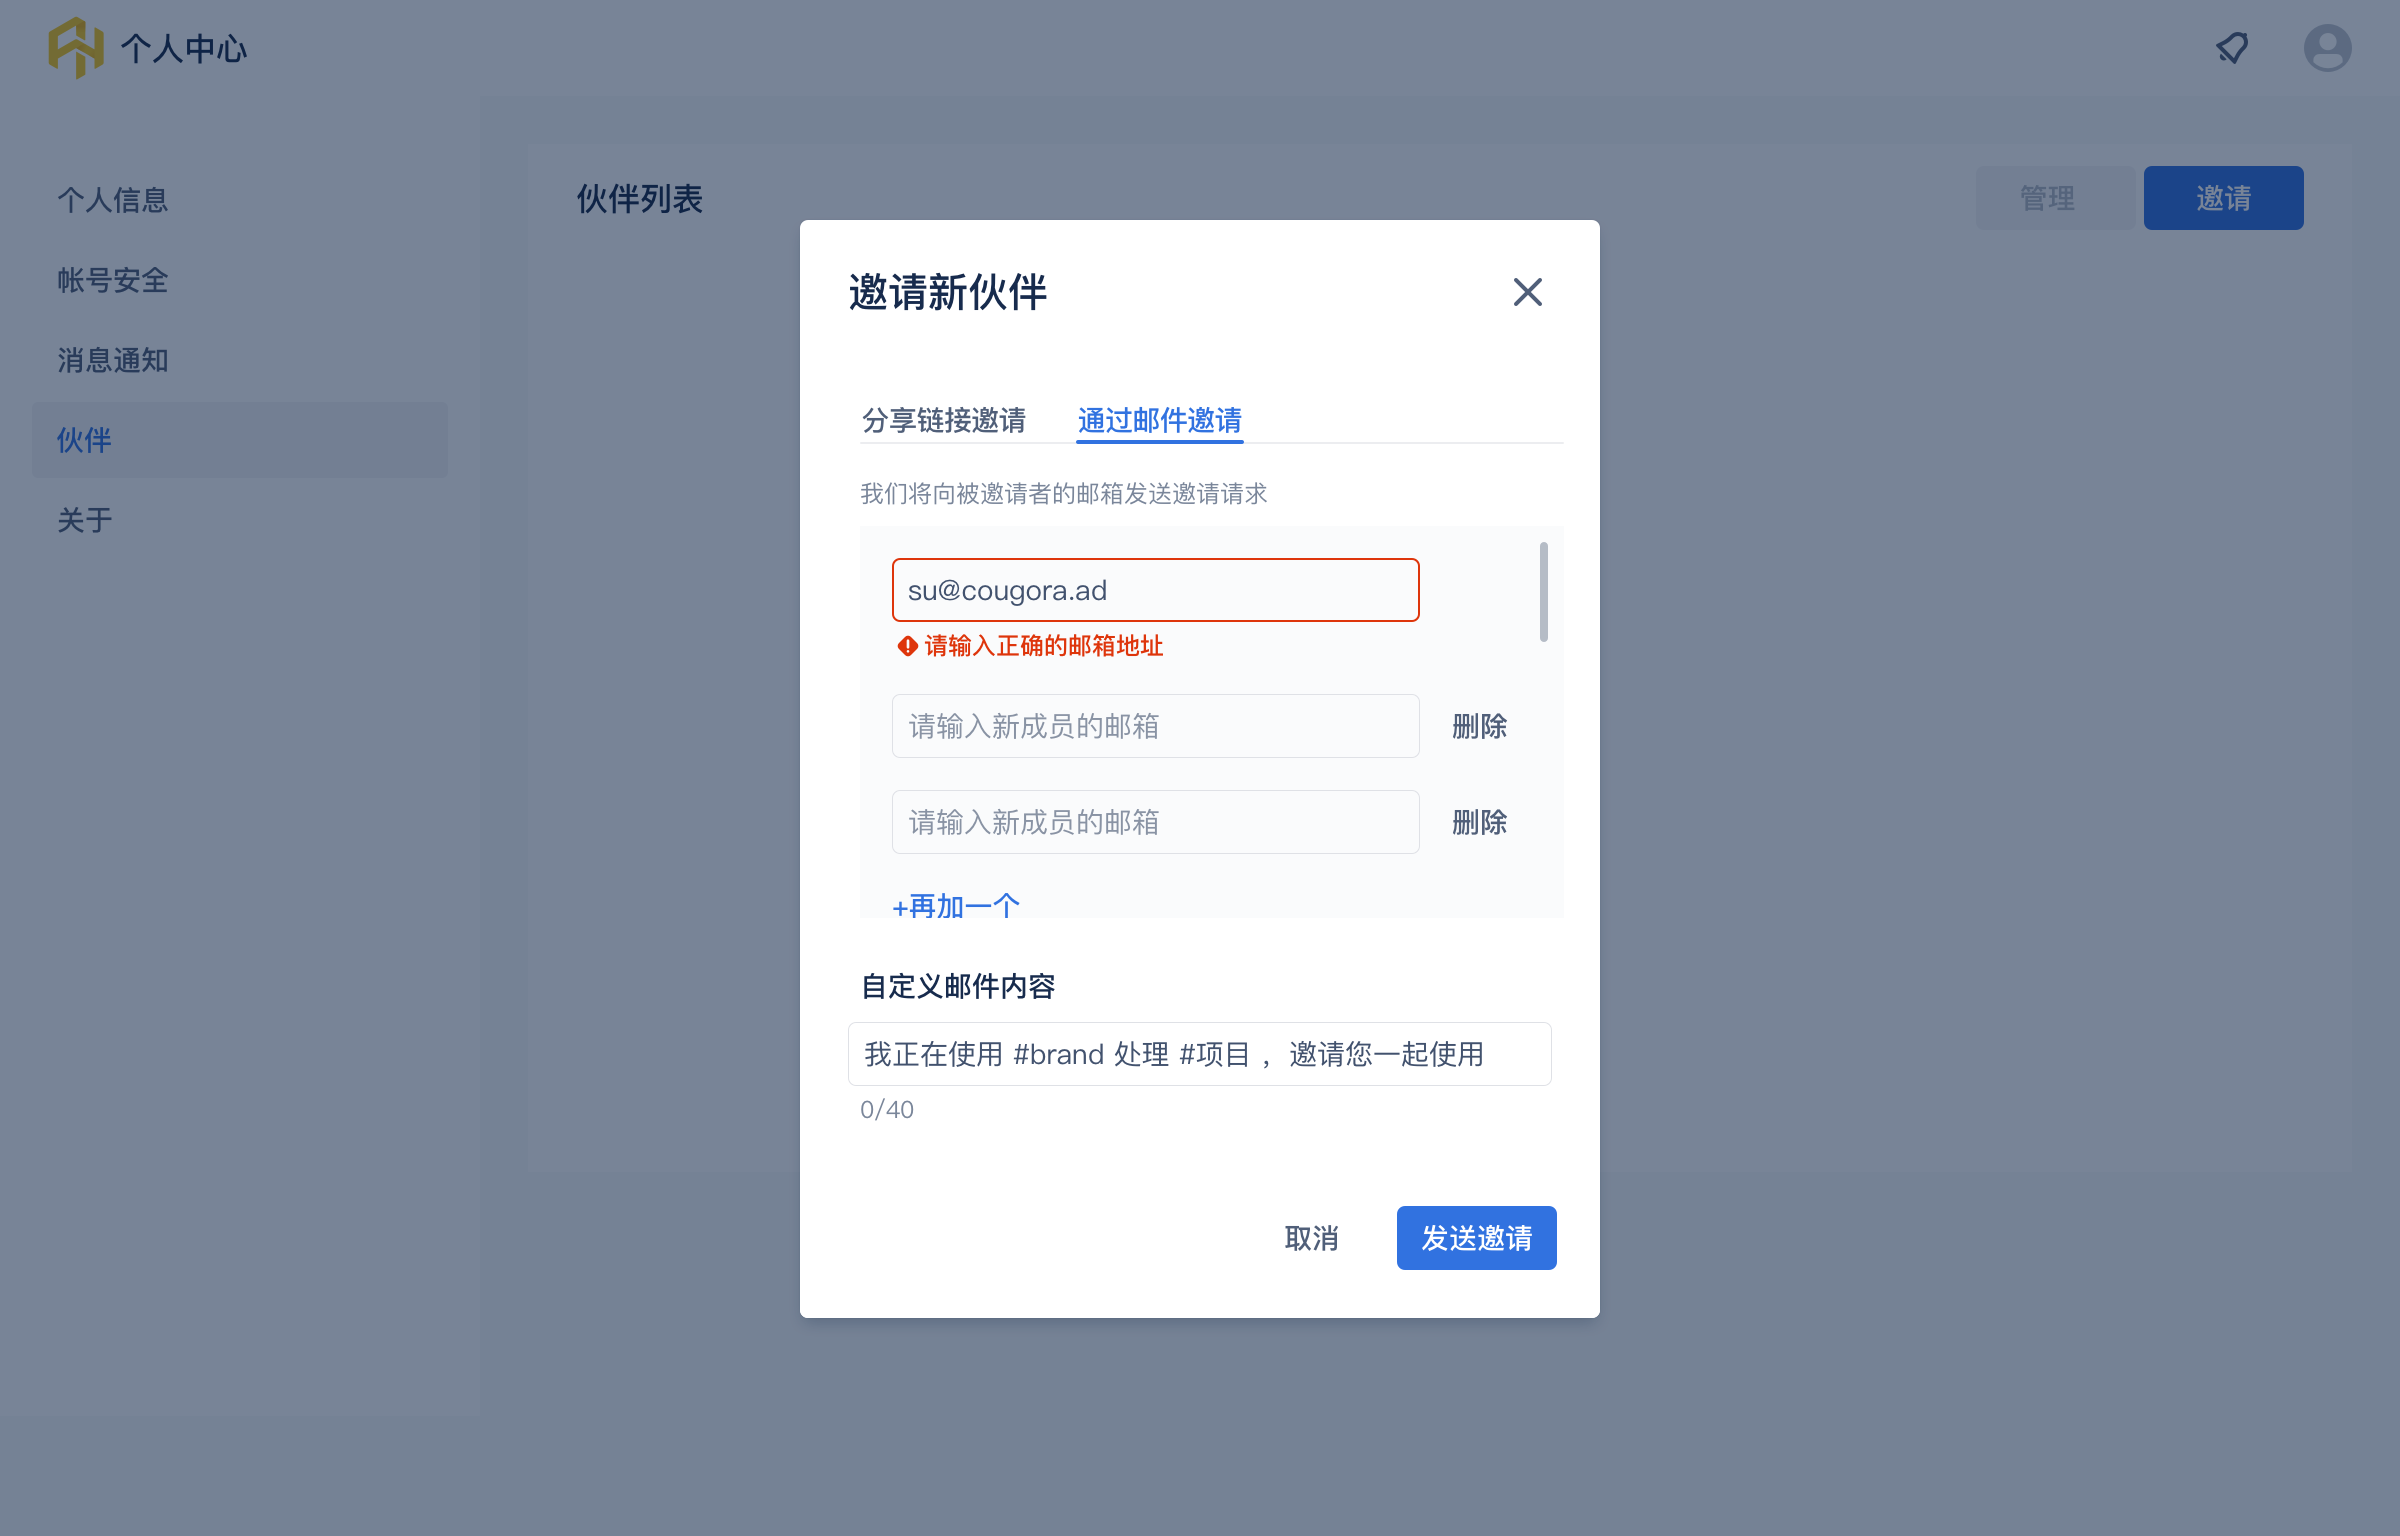 个人中心
个人信息
帐号安全
消息通知
伙伴
关于
伙伴列表
管理
邀请
邀请新伙伴
分享链接邀请
通过邮件邀请
我们将向被邀请者的邮箱发送邀请请求
su@cougora.ad
请输入正确的邮箱地址
请输入新成员的邮箱
删除
请输入新成员的邮箱
删除
+再加一个
自定义邮件内容
我正在使用 #brand 处理 #项目 ，邀请您一起使用
0/40
取消
发送邀请